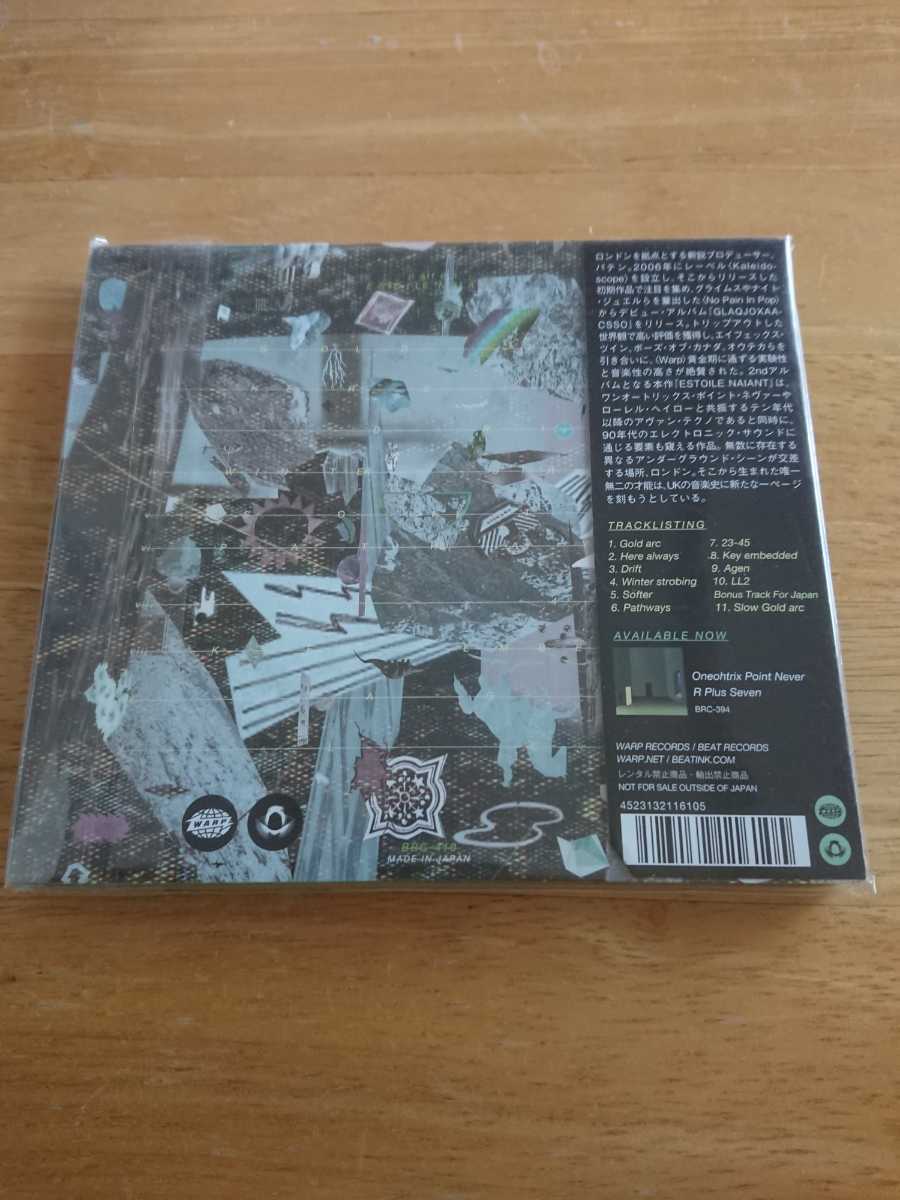 ロンドンを拠点とする新鋭プロデューサー、
パテン。2006年にレーベル〈Kaleido-
scope〉を設立し、そこからリリースした
初期作品で注目を集め、グライムスやナイト
・ジュエルらを輩出した〈No Pain In Pop〉
からデビュー・アルバム『GLAQJOXAA-
CSSO』をリリース。トリップアウトした
世界観で高い評価を獲得し、エイフェックス・
ツイン、ボーズ・オブ・カナダ、オウテカらを
引き合いに、〈Warp〉黄金期に通ずる実験性
と音楽性の高さが絶賛された。2ndアル
バムとなる本作『ESTOILE NAIANT』は、
ワンオートリックス・ポイント・ネヴァーや
ローレル・ヘイローと共振するテン年代
以降のアヴァン・テクノであると同時に、
90年代のエレクトロニック・サウンドに
通じる要素も窺える作品。無数に存在する
異なるアンダーグラウンド・シーンが交差
する場所、ロンドン。そこから生まれた唯一
無二の才能は、UKの音楽史に新たな一ページ
を刻もうとしている。
TRACKLISTING
1. Gold arc
2. Here always
3. Drift
4. Winter strobing
5. Softer
6. Pathways
7. 23-45
8. Key embedded
9. Agen
10. LL2
Bonus Track For Japan
11. Slow Gold arc
AVAILABLE NOW
Oneohtrix Point Never
R Plus Seven
BRC-394
WARP RECORDS / BEAT RECORDS
WARP.NET / BEATINK.COM
レンタル禁止商品・輸出禁止商品
NOT FOR SALE OUTSIDE OF JAPAN
4523132116105
WARP
BRC-410
MADE IN JAPAN